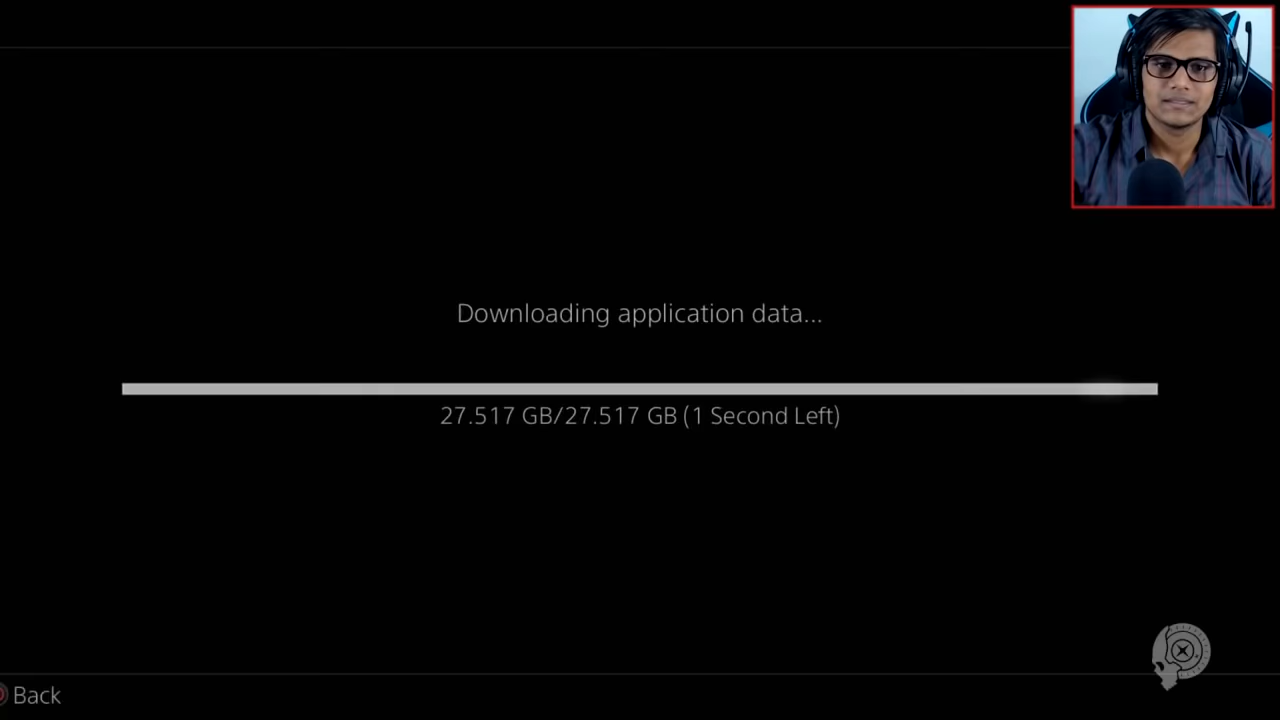 Downloading application data...
27.517 GB/27.517 GB (1 Second Left)
Back